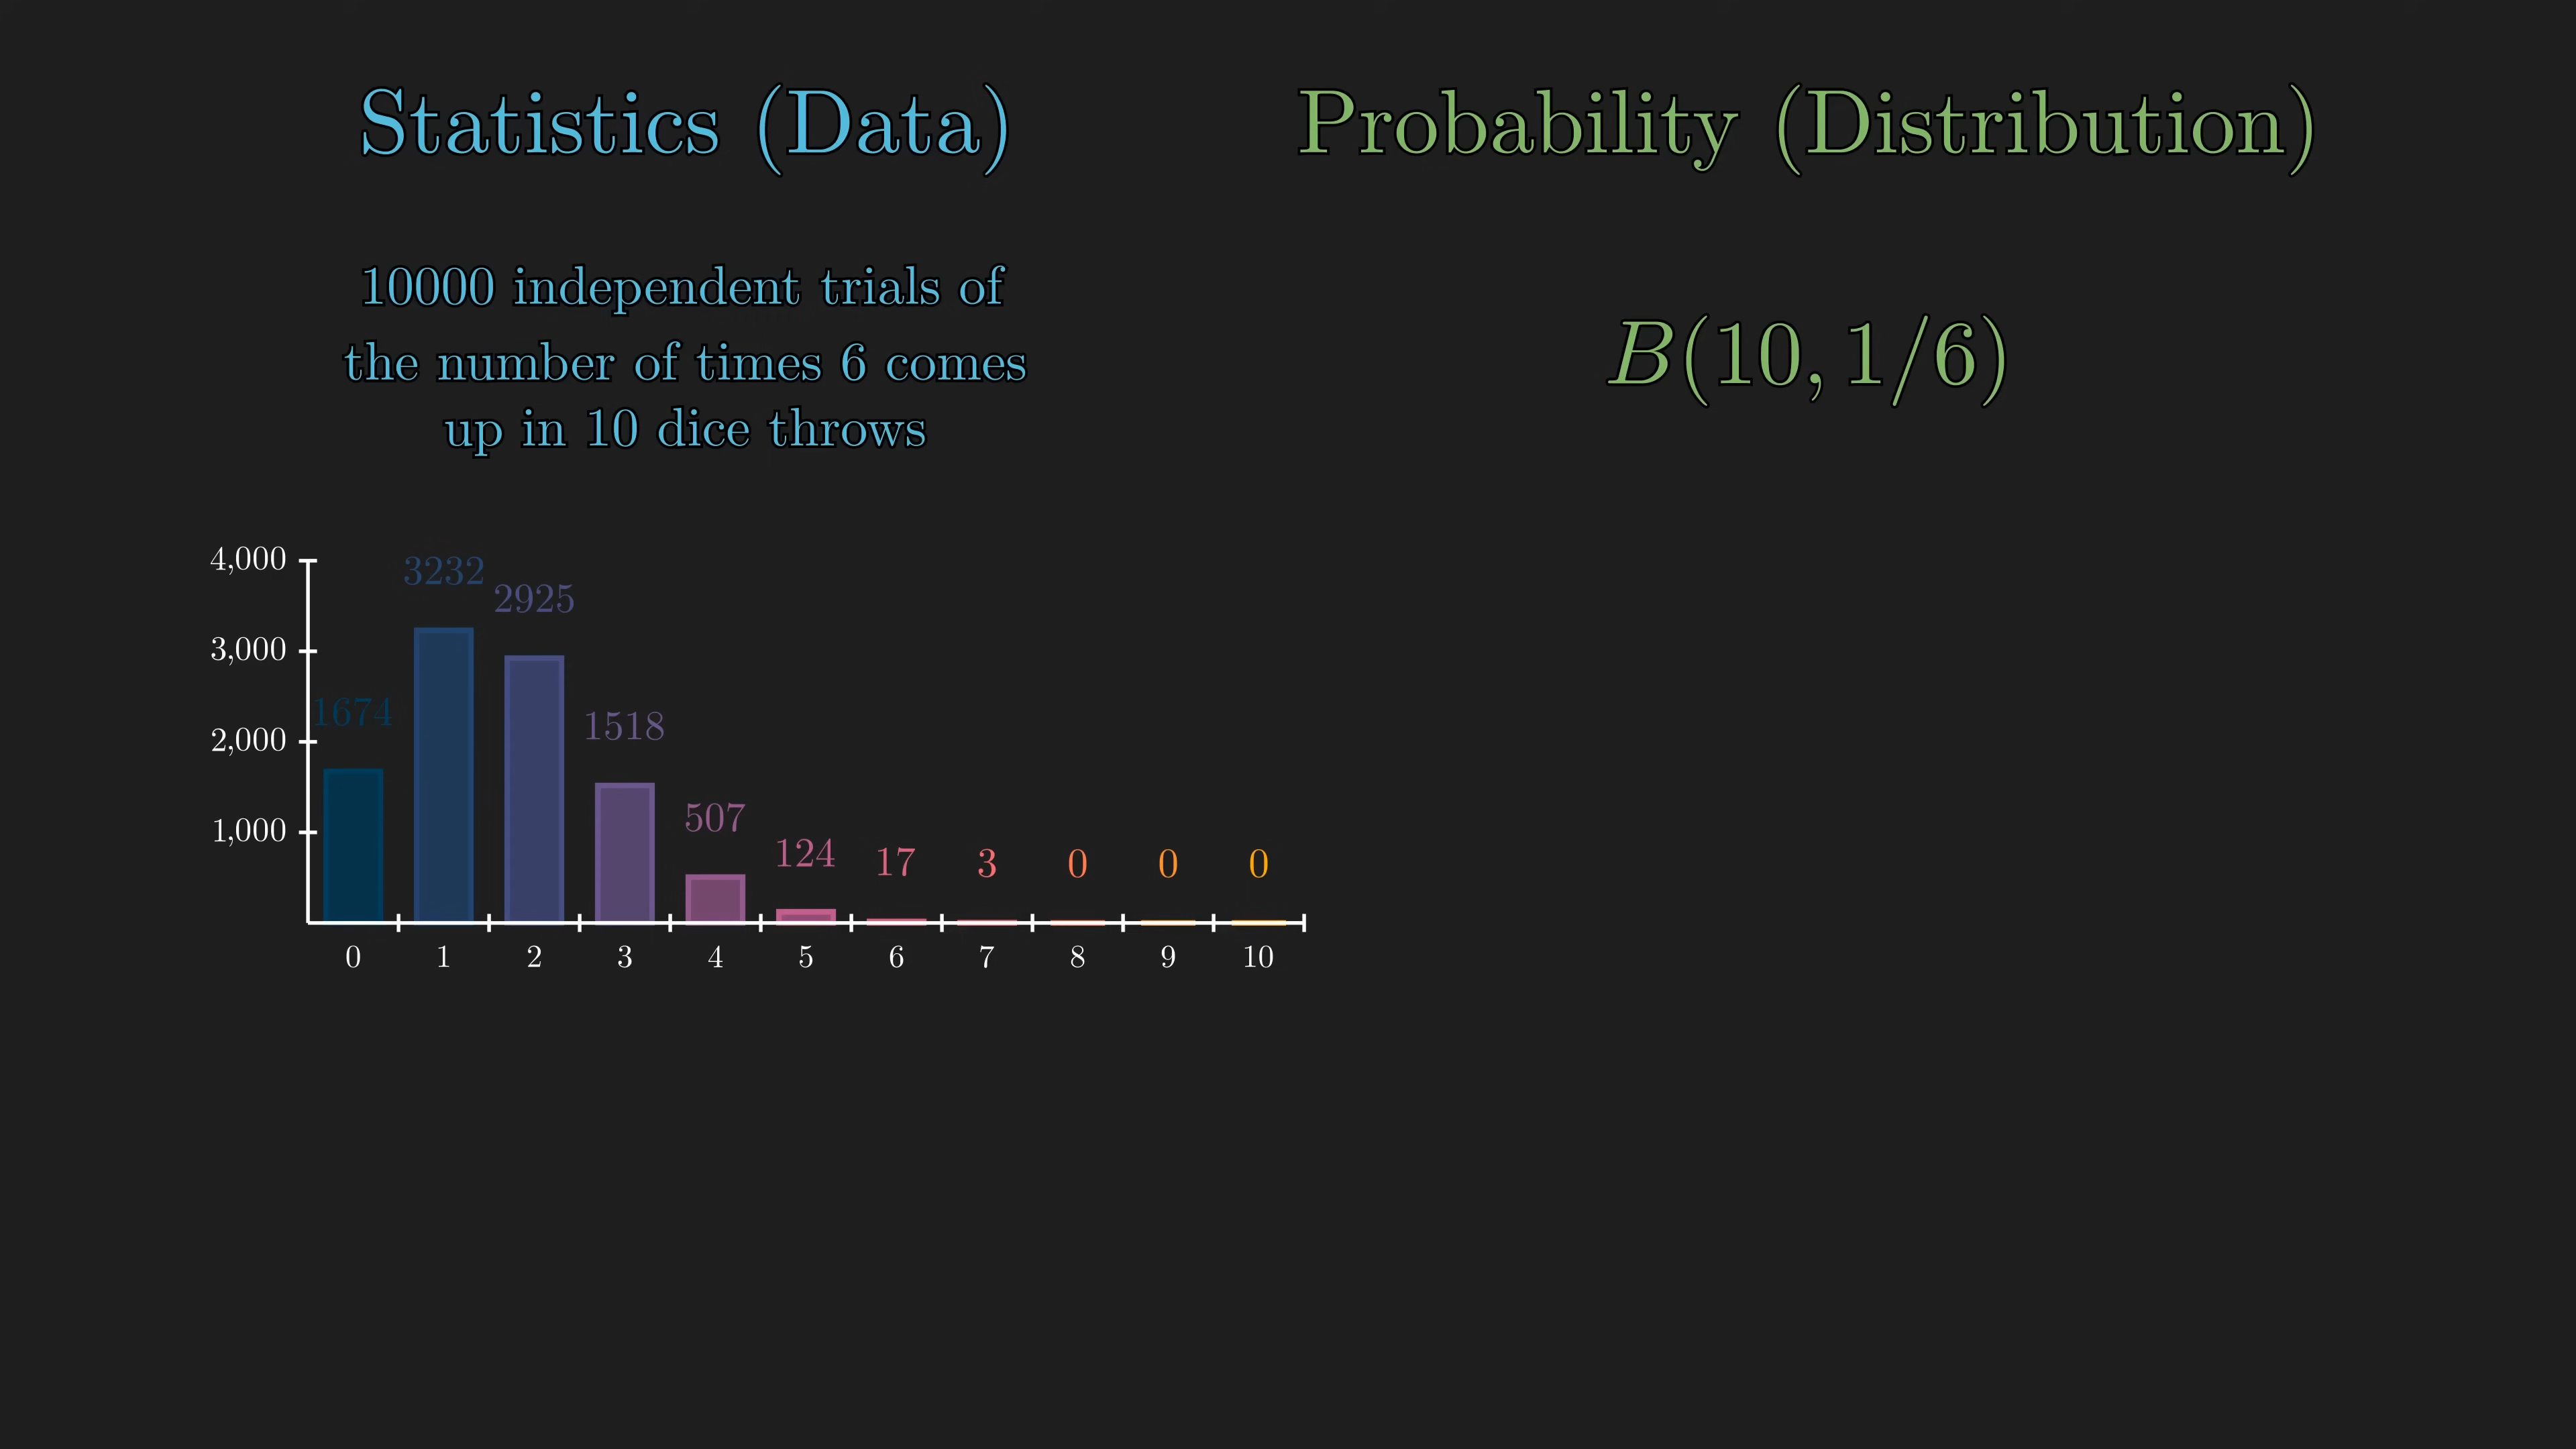 Statistics (Data)
Probability (Distribution)
10000 independent trials of
the number of times 6 comes
up in 10 dice throws
B(10, 1/6)
4,000
3,000
2,000
1,000
1674
3232
2925
1518
507
124
17
3
0
0
0
0 1 2 3 4 5 6 7 8 9 10